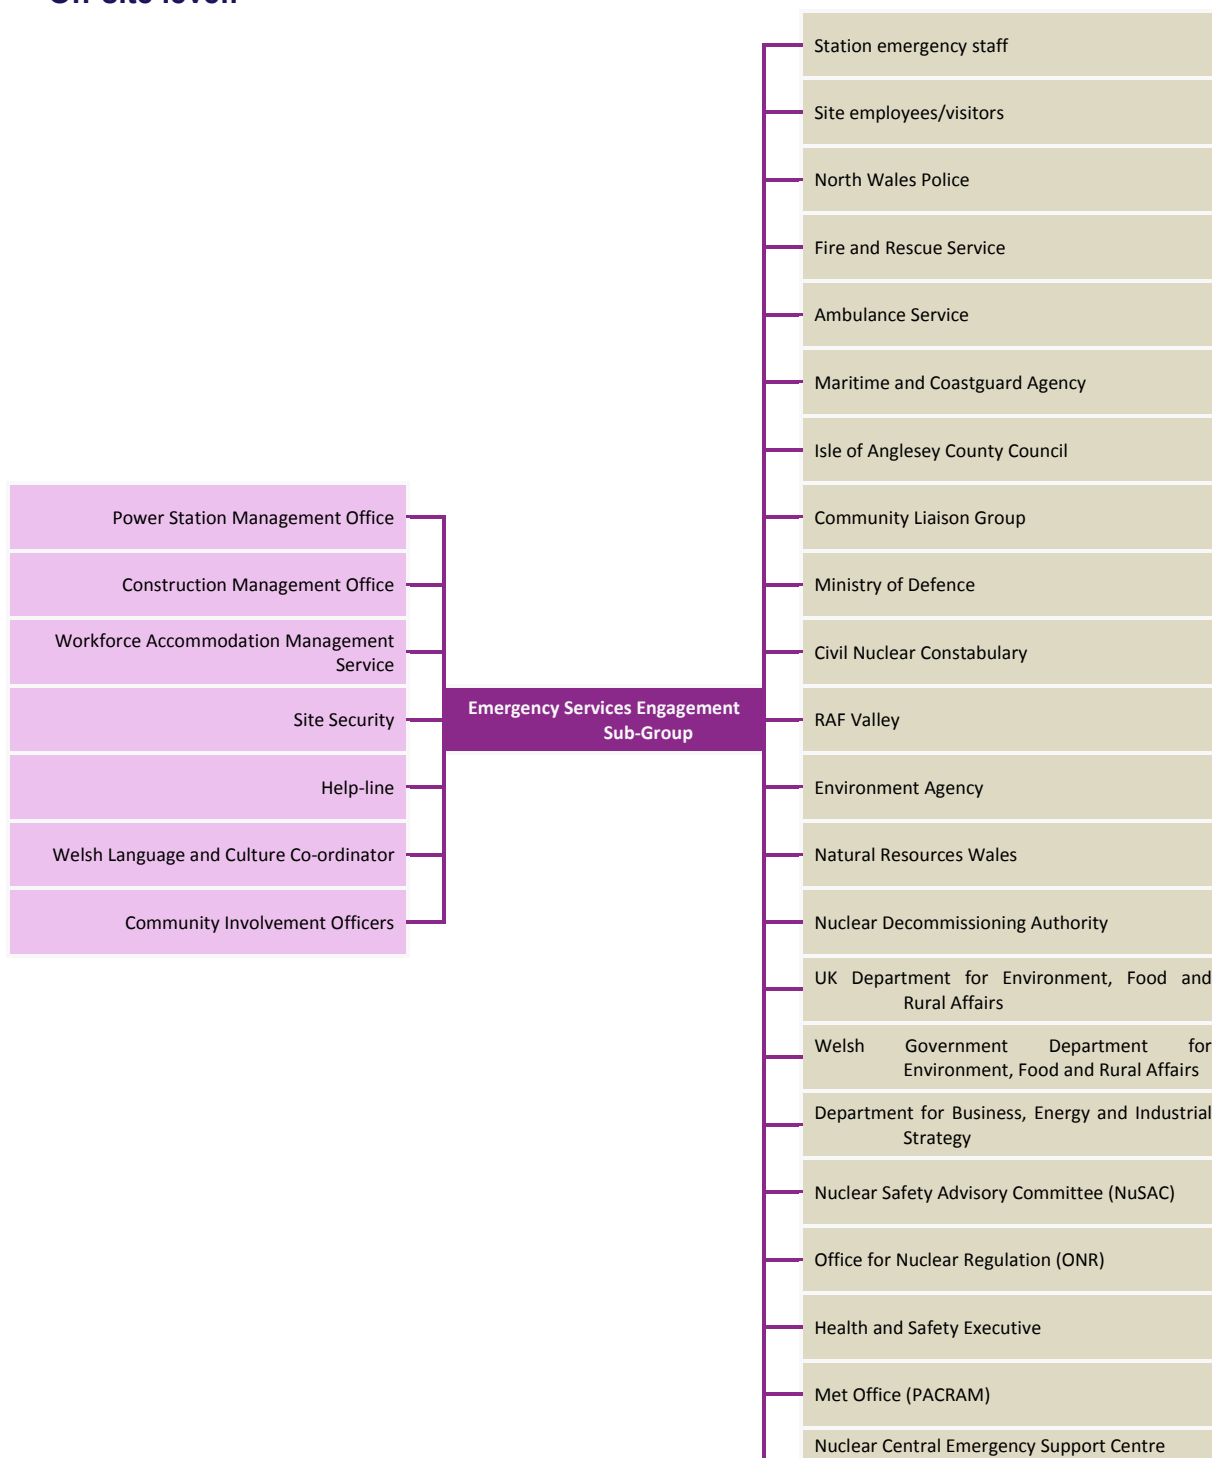 Station emergency staff
Site employees/visitors
North Wales Police
Fire and Rescue Service
Ambulance Service
Maritime and Coastguard Agency
Isle of Anglesey County Council
Community Liaison Group
Ministry of Defence
Civil Nuclear Constabulary
RAF Valley
Environment Agency
Natural Resources Wales
Nuclear Decommissioning Authority
UK Department for Environment, Food and
Rural Affairs
Welsh Government Department for
Environment, Food and Rural Affairs
Department for Business, Energy and Industrial
Strategy
Nuclear Safety Advisory Committee (NuSAC)
Office for Nuclear Regulation (ONR)
Health and Safety Executive
Met Office (PACRAM)
Nuclear Central Emergency Support Centre
Emergency Services Engagement
Sub-Group
Power Station Management Office
Construction Management Office
Workforce Accommodation Management
Service
Site Security
Help-line
Welsh Language and Culture Co-ordinator
Community Involvement Officers